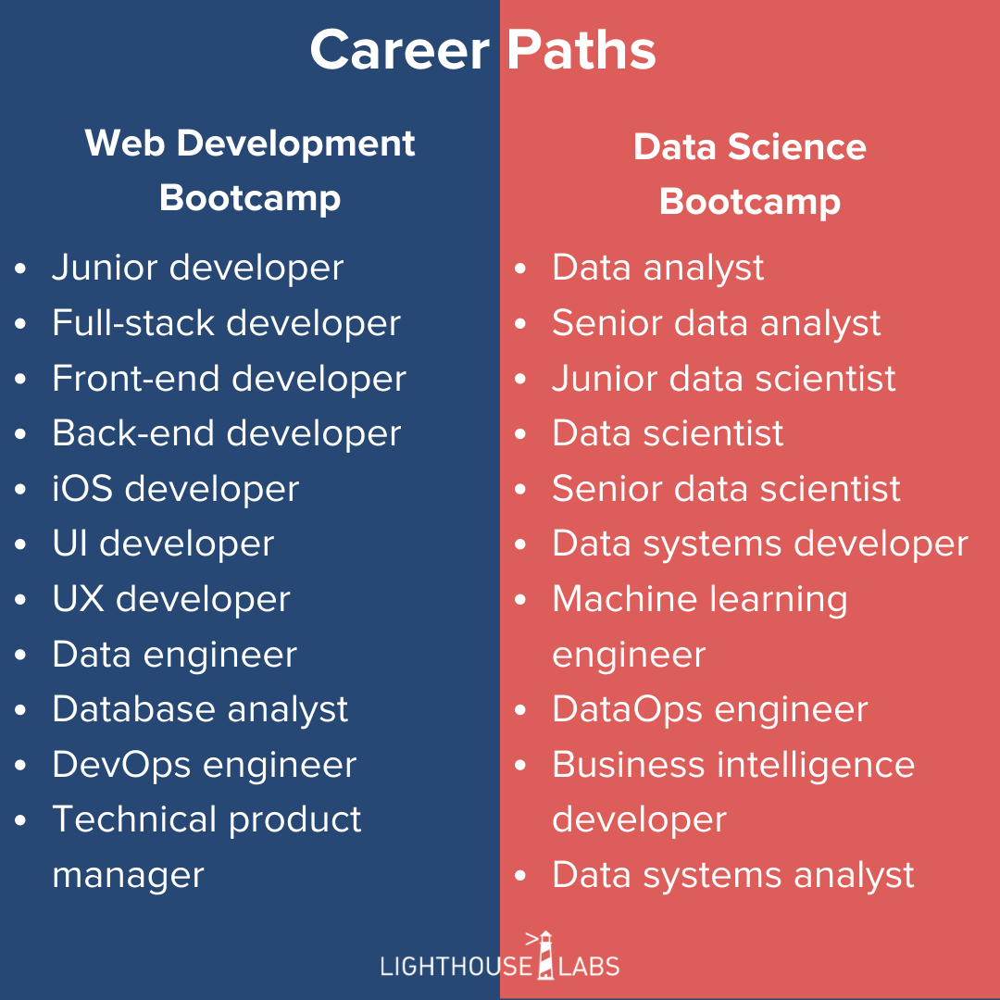 Career Paths
Web Development
Bootcamp
• Junior developer
• Full-stack developer
• Front-end developer
• Back-end developer
• iOS developer
• UI developer
• UX developer
• Data engineer
• Database analyst
• DevOps engineer
• Technical product
manager
Data Science
Bootcamp
• Data analyst
• Senior data analyst
• Junior data scientist
• Data scientist
• Senior data scientist
• Data systems developer
• Machine learning
engineer
• DataOps engineer
• Business intelligence
developer
• Data systems analyst
LIGHTHOUSE LABS